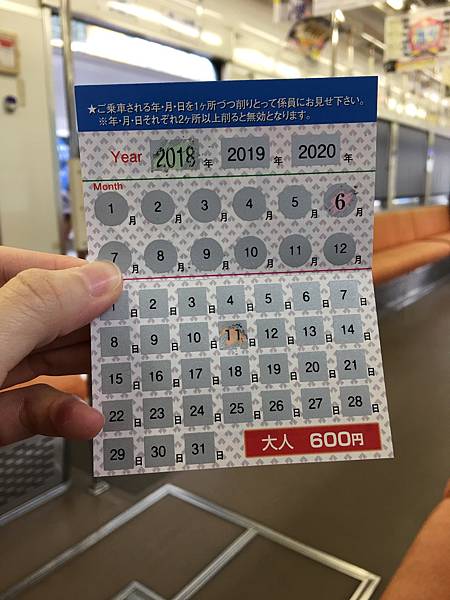 ★ご乗車される年・月・日を1ヶ所づつ削りとって係員にお見せ下さい。
※年・月・日それぞれ2ヶ所以上削ると無効となります。
Year 2018年 2019年 2020年
Month
1月 2月 3月 4月 5月 6月
7月 8月 9月 10月 11月 12月
1日 2日 3日 4日 5日 6日 7日
8日 9日 10日 11日 12日 13日 14日
15日 16日 17日 18日 19日 20日 21日
22日 23日 24日 25日 26日 27日 28日
29日 30日 31日
大人 600円